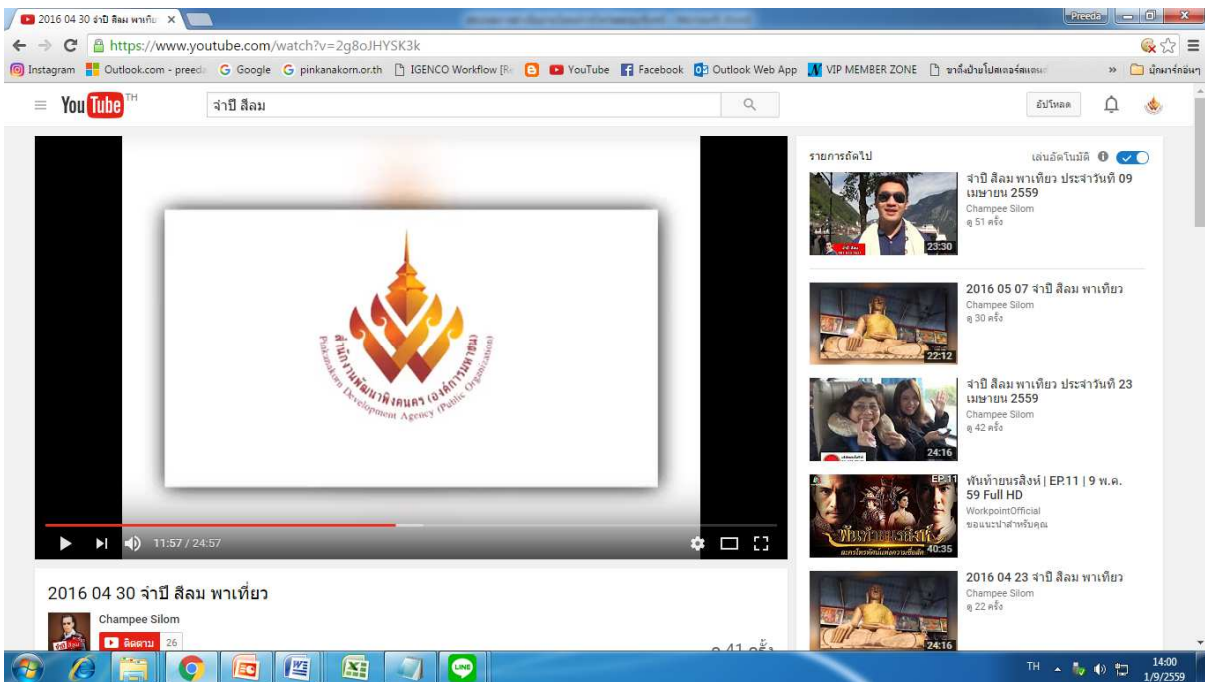 2016 04 30 จำปี สีลม พาเที่ย
Preeda
https://www.youtube.com/watch?v=2g8oJHYSK3k
Instagram Outlook.com - preed Google pinkanakorn.or.th IGENCO Workflow [R YouTube Facebook Outlook Web App VIP MEMBER ZONE » บุ๊กมาร์กอื่นๆ
YouTube TH จำปี สีลม อัปโหลด
สำนักงานพัฒนาพิงคนคร (องค์การมหาชน)
Pinkanakorn Development Agency (Public Organization)
11:57 / 24:57
2016 04 30 จำปี สีลม พาเที่ยว
Champee Silom
ติดตาม 26
41 ครั้ง
รายการถัดไป เล่นอัตโนมัติ
จำปี สีลม พาเที่ยว ประจำวันที่ 09
เมษายน 2559
Champee Silom
ดู 51 ครั้ง
23:30
2016 05 07 จำปี สีลม พาเที่ยว
Champee Silom
ดู 30 ครั้ง
22:12
จำปี สีลม พาเที่ยว ประจำวันที่ 23
เมษายน 2559
Champee Silom
ดู 42 ครั้ง
24:16
พันท้ายนรสิงห์ | EP.11 | 9 พ.ค.
59 Full HD
WorkpointOfficial
ขอแนะนำสำหรับคุณ
EP.11
พันท้ายนรสิงห์
40:35
2016 04 23 จำปี สีลม พาเที่ยว
Champee Silom
ดู 22 ครั้ง
24:16
LINE
TH 14:00
1/9/2559